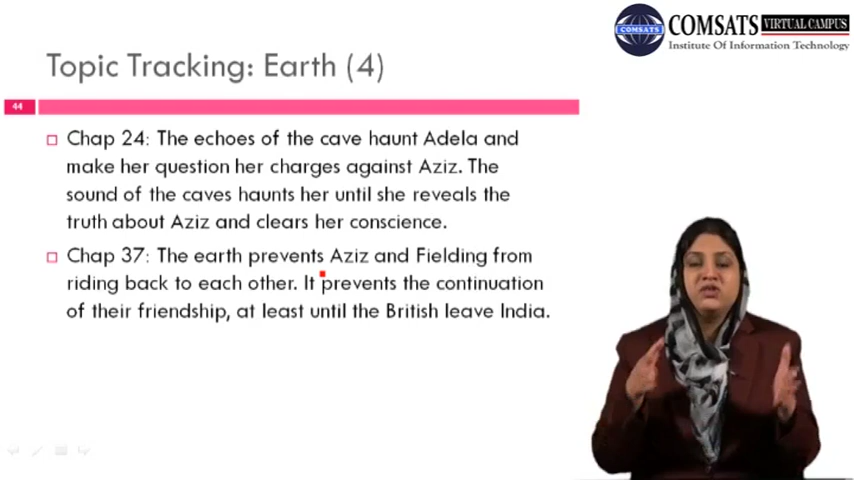 COMSATS VIRTUAL CAMPUS
COMSATS
Institute Of Information Technology
Topic Tracking: Earth (4)
44
Chap 24: The echoes of the cave haunt Adela and
make her question her charges against Aziz. The
sound of the caves haunts her until she reveals the
truth about Aziz and clears her conscience.
Chap 37: The earth prevents Aziz and Fielding from
riding back to each other. It prevents the continuation
of their friendship, at least until the British leave India.